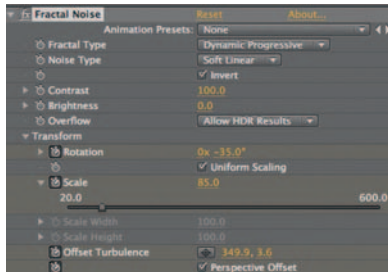 fx Fractal Noise Reset About...
Animation Presets: None
Fractal Type Dynamic Progressive
Noise Type Soft Linear
Invert
Contrast 100.0
Brightness 0.0
Overflow Allow HDR Results
Transform
Rotation 0x -35.0°
Uniform Scaling
Scale 85.0
20.0 600.0
Scale Width 100.0
Scale Height 100.0
Offset Turbulence 349.9, 3.6
Perspective Offset